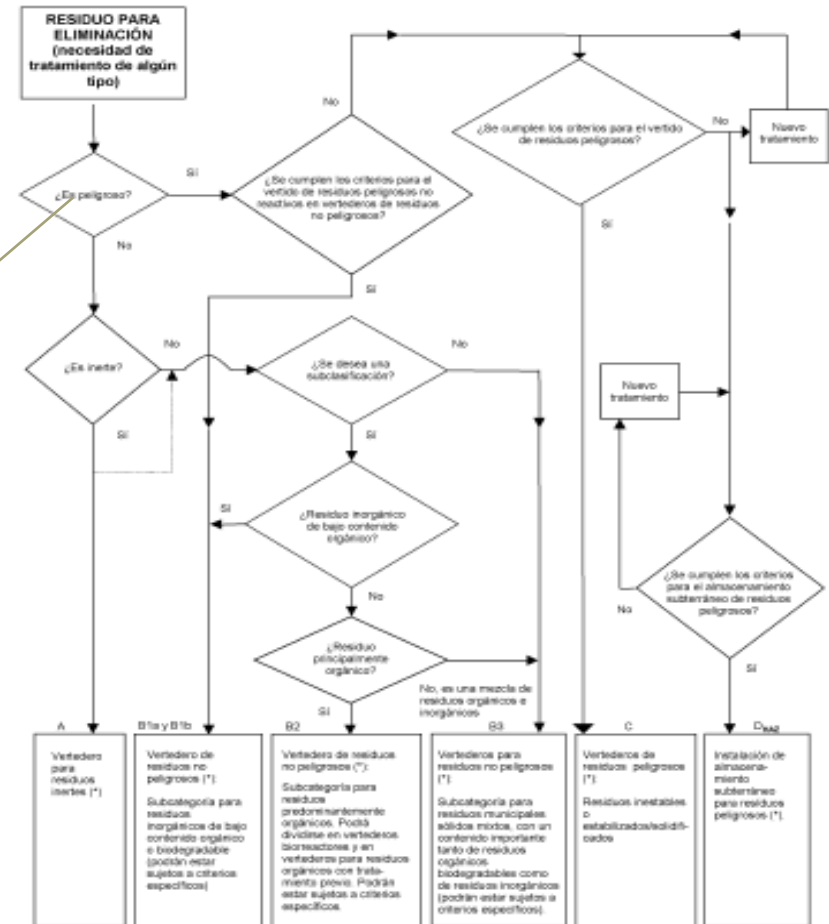 RESIDUO PARA
ELIMINACIÓN
(necesidad de
tratamiento de algún
tipo)
¿Es peligroso?
Sí
No
¿Se cumplen los criterios para el
vertido de residuos peligrosos no
reactivos en vertederos de residuos
no peligrosos?
No
Sí
¿Se cumplen los criterios para el vertido
de residuos peligrosos?
No
Nuevo
tratamiento
Sí
¿Es inerte?
No
Sí
¿Se desea una
subclasificación?
No
Sí
Nuevo
tratamiento
¿Residuo inorgánico
de bajo contenido
orgánico?
Sí
No
¿Se cumplen los criterios
para el almacenamiento
subterráneo de residuos
peligrosos?
No
Sí
¿Residuo
principalmente
orgánico?
Sí
No, es una mezcla de
residuos orgánicos e
inorgánicos
A
Vertedero
para
residuos
inertes (*)
B1a y B1b
Vertedero de
residuos no
peligrosos (*):
Subcategoría para
residuos
inorgánicos de bajo
contenido orgánico
o biodegradable
(podrán estar
sujetos a criterios
específicos)
B2
Vertedero de residuos
no peligrosos (*):
Subcategoría para
residuos
predominantemente
orgánicos. Podrá
dividirse en vertederos
biorreactores y en
vertederos para residuos
orgánicos con trata-
miento previo. Podrán
estar sujetos a criterios
específicos.
B3
Vertederos para
residuos no peligrosos
(*):
Subcategoría para
residuos municipales
sólidos mixtos, con un
contenido importante
tanto de residuos
orgánicos
biodegradables como
de residuos inorgánicos
(podrán estar sujetos a
criterios específicos).
C
Vertederos de
residuos peligrosos
(*):
Residuos inestables
o
estabilizados/solidifi-
cados
DHAZ
Instalación de
almacena-
miento
subterráneo
para residuos
peligrosos (*).